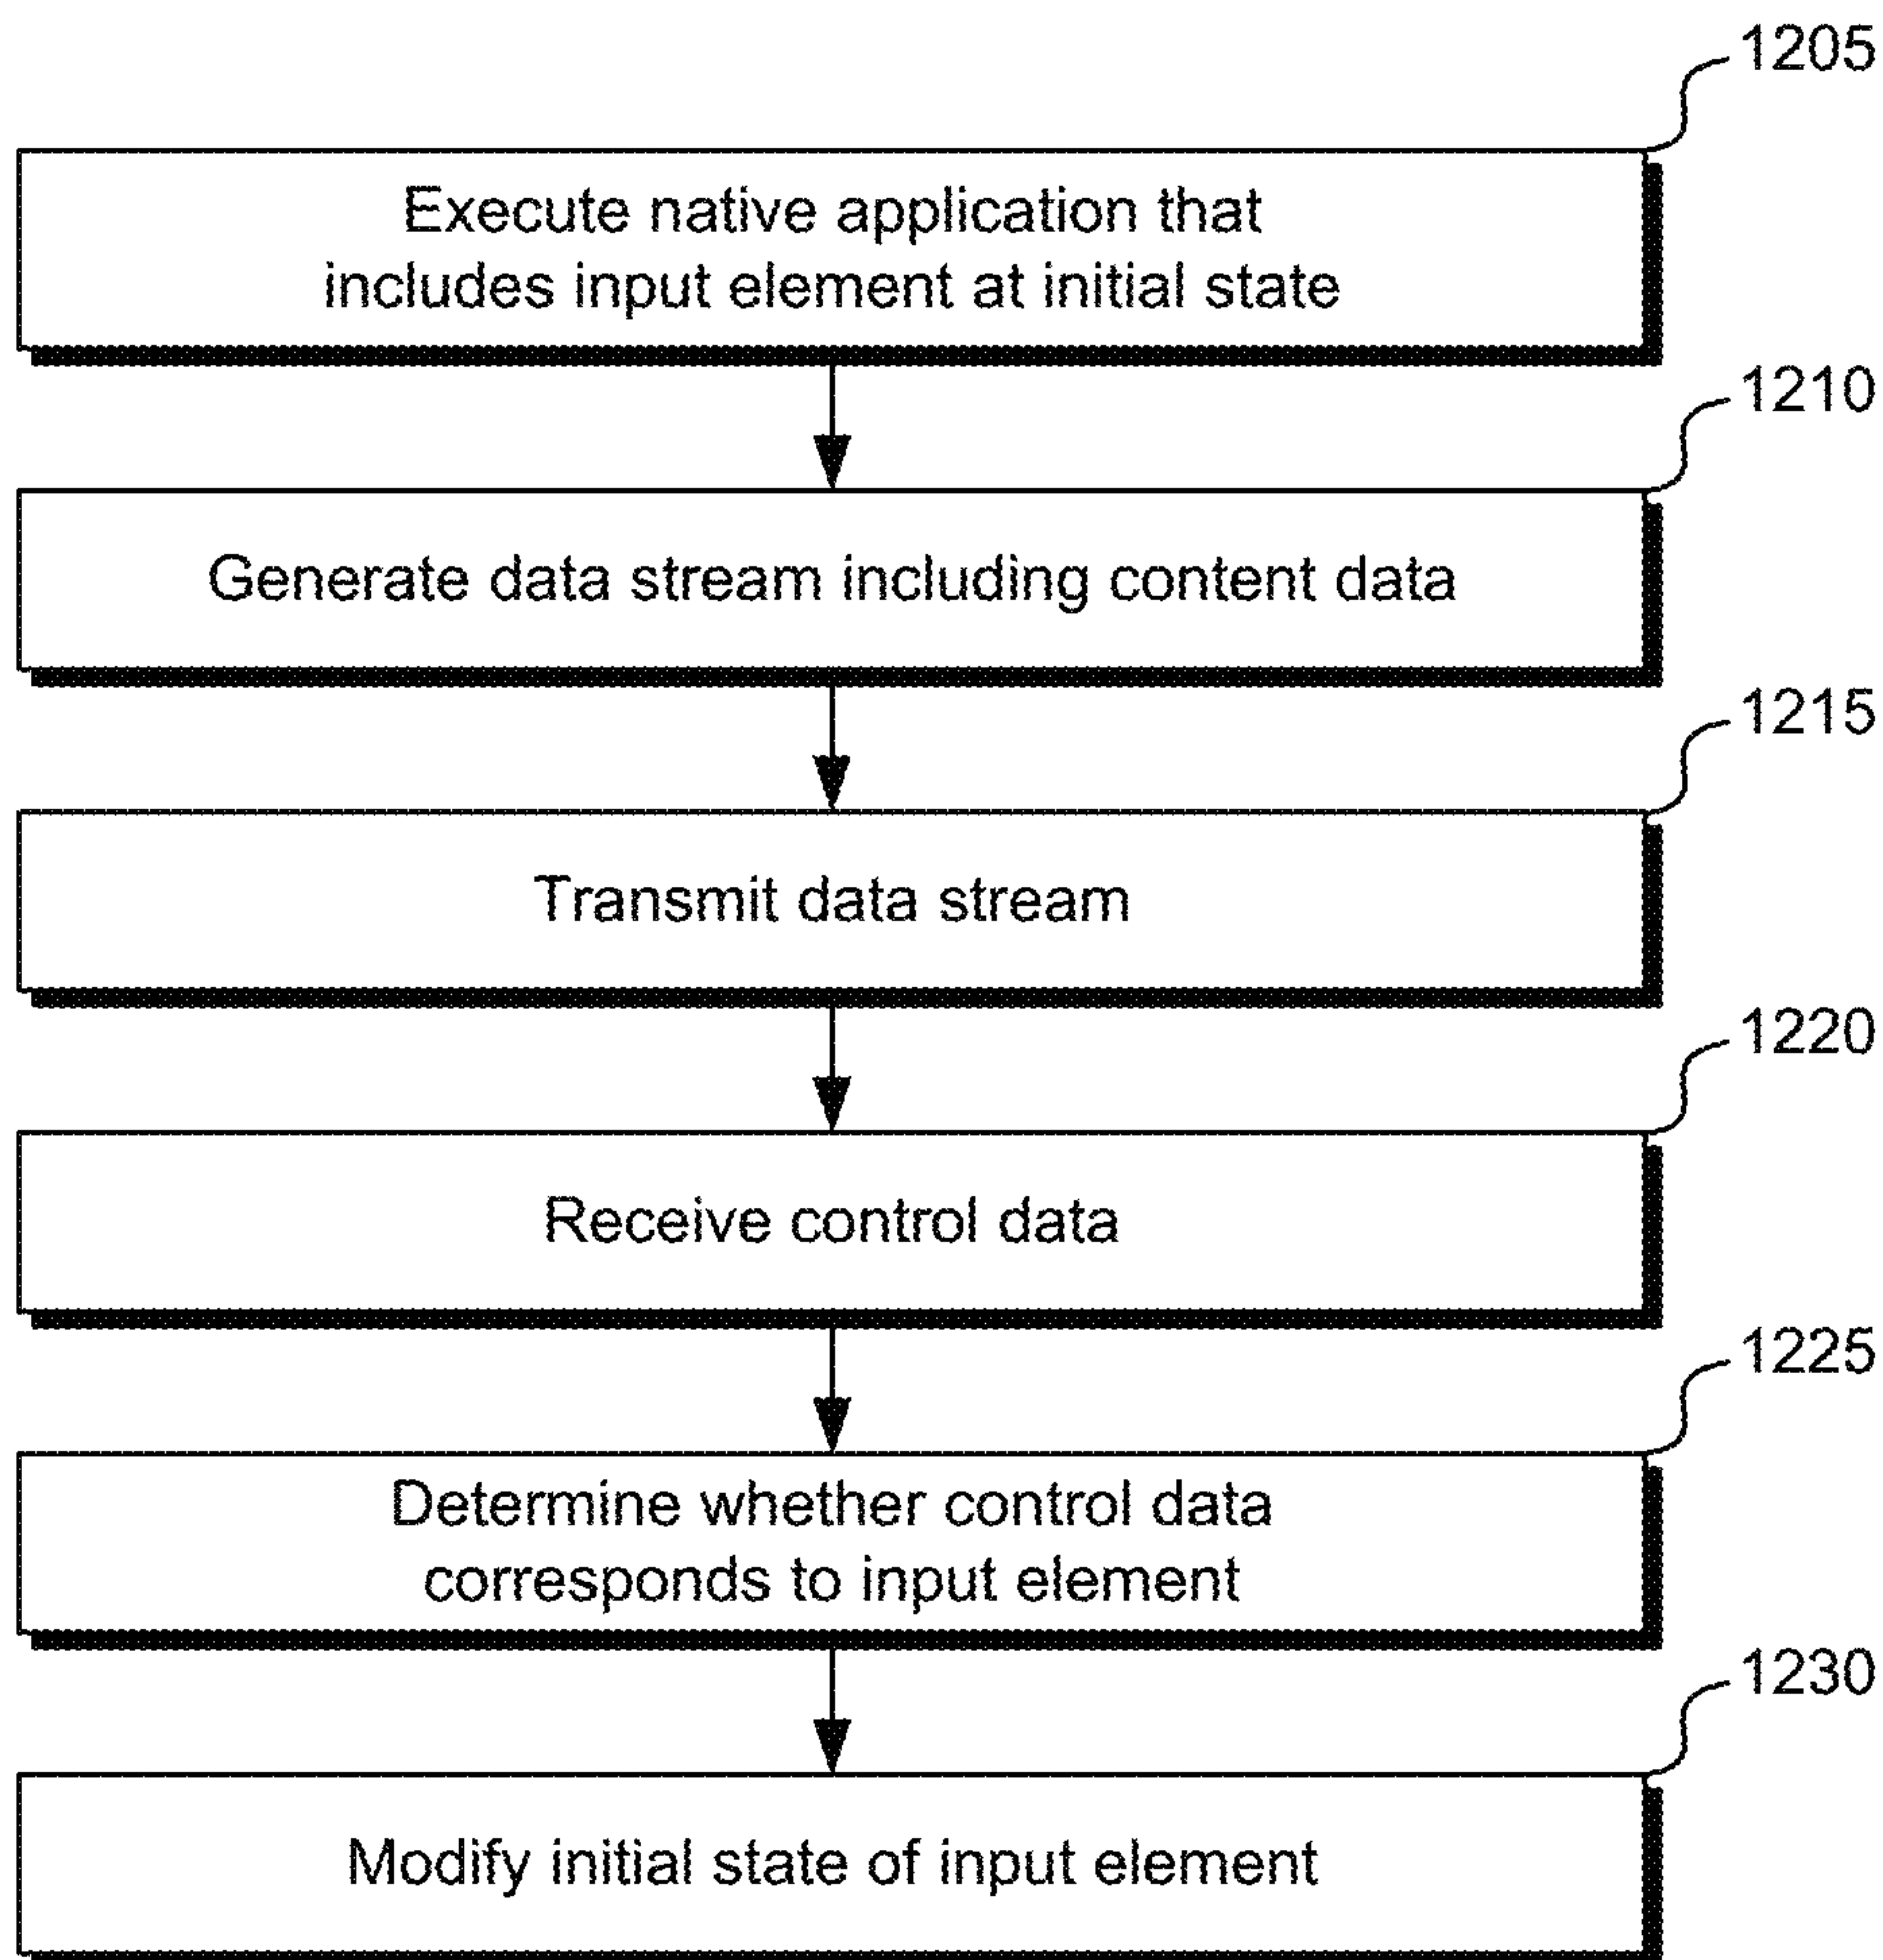 1205
Execute native application that
includes input element at initial state
1210
Generate data stream including content data
1215
Transmit data stream
1220
Receive control data
1225
Determine whether control data
corresponds to input element
1230
Modify initial state of input element